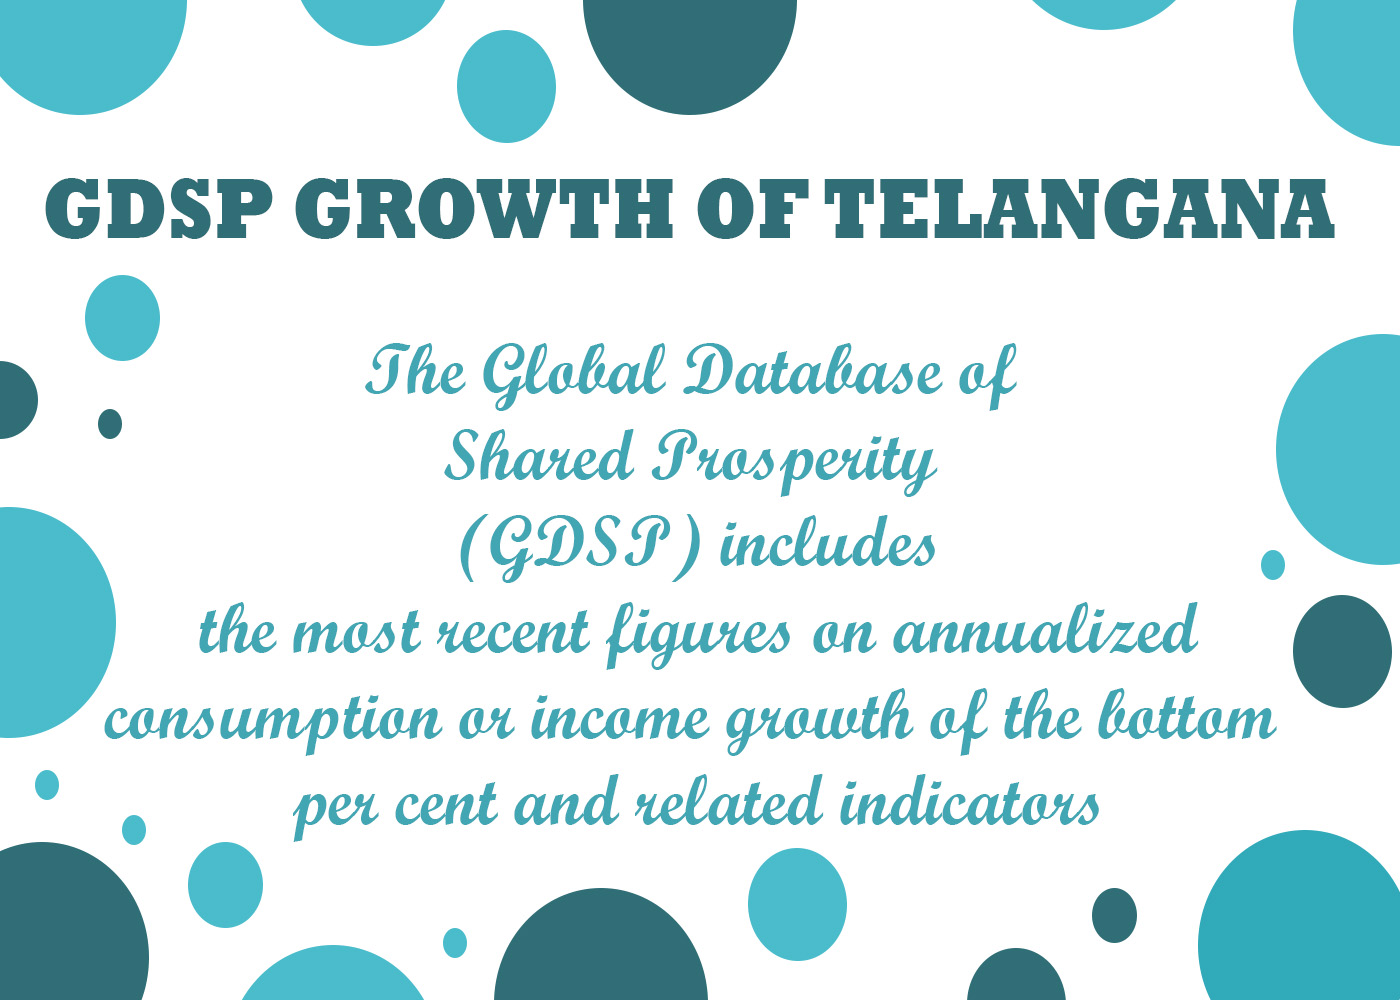 GDSP GROWTH OF TELANGANA
The Global Database of
Shared Prosperity
(GDSP) includes
the most recent figures on annualized
consumption or income growth of the bottom
per cent and related indicators